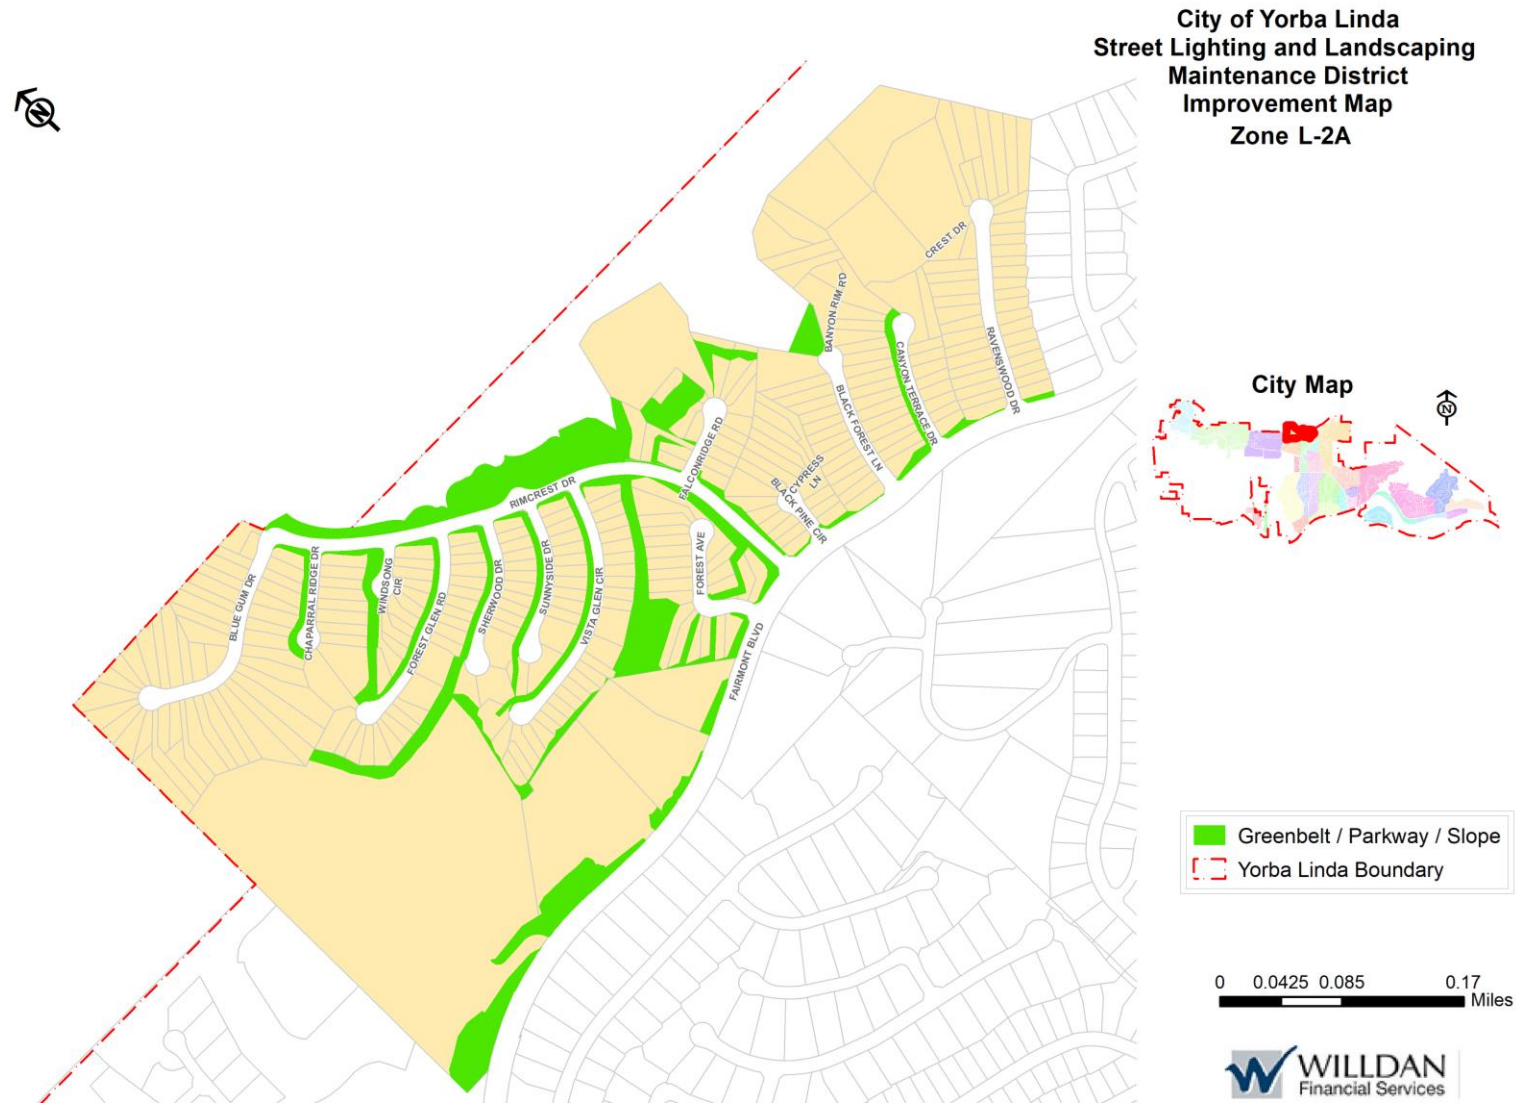 City of Yorba Linda
Street Lighting and Landscaping
Maintenance District
Improvement Map
Zone L-2A
N
CREST DR
BANYON RIM RD
RAVENSWOOD DR
CANYON TERRACE DR
BLACK FOREST LN
CYPRESS
LN
BLACK PINE CIR
FALCONRIDGE RD
RIMCREST DR
FOREST AVE
FAIRMONT BLVD
VISTA GLEN CIR
SUNNYSIDE DR
SHERWOOD DR
FOREST GLEN RD
WINDSONG
CIR
CHAPARRAL RIDGE DR
BLUE GUM DR
City Map
N
Greenbelt / Parkway / Slope
Yorba Linda Boundary
0 0.0425 0.085 0.17
Miles
W WILLDAN
Financial Services